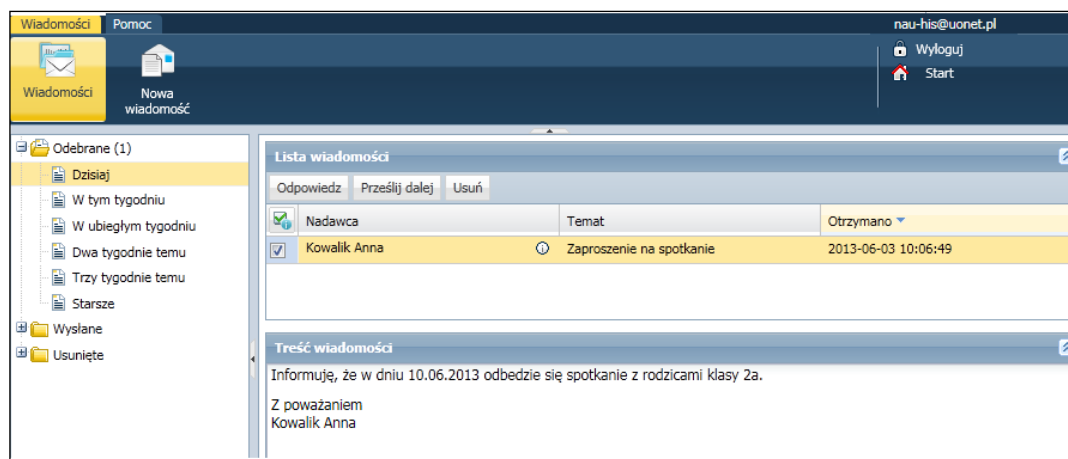 Wiadomości Pomoc nau-his@uonet.pl
Wyloguj
Start
Wiadomości Nowa
wiadomość
Odebrane (1)
Dzisiaj
W tym tygodniu
W ubiegłym tygodniu
Dwa tygodnie temu
Trzy tygodnie temu
Starsze
Wysłane
Usunięte
Lista wiadomości
Odpowiedz Prześlij dalej Usuń
Nadawca Temat Otrzymano
Kowalik Anna Zaproszenie na spotkanie 2013-06-03 10:06:49
Treść wiadomości
Informuję, że w dniu 10.06.2013 odbedzie się spotkanie z rodzicami klasy 2a.
Z poważaniem
Kowalik Anna